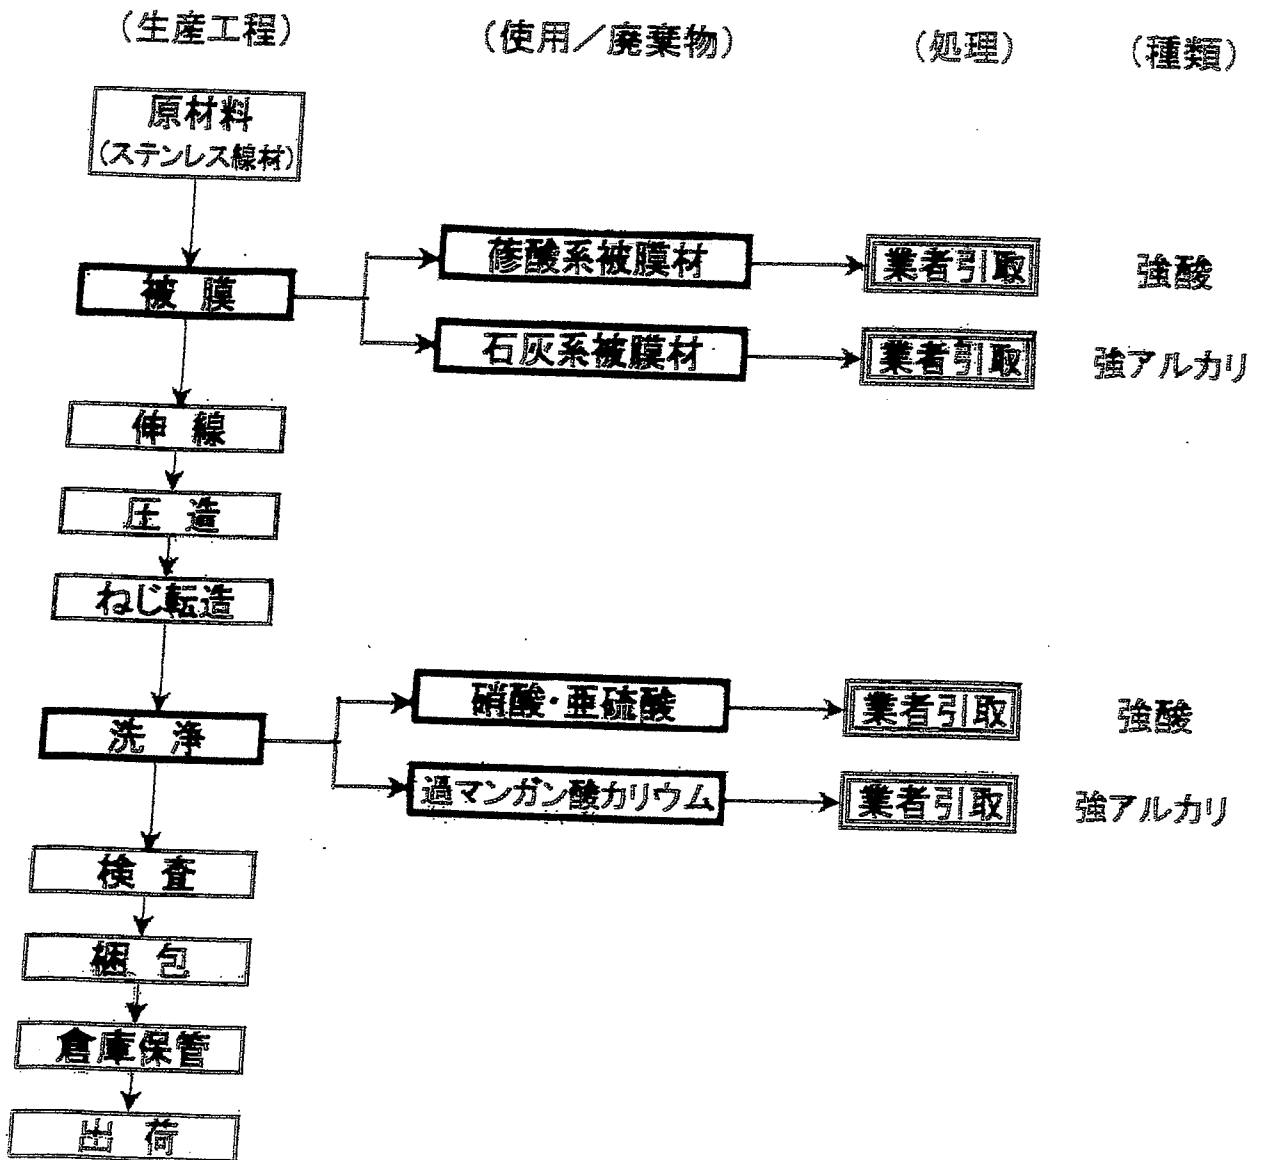 (生産工程) (使用／廃棄物) (処理) (種類)
原材料
(ステンレス線材)
被膜 蓚酸系被膜材 業者引取 強酸
石灰系被膜材 業者引取 強アルカリ
伸線
圧造
ねじ転造
洗浄 硝酸・亜硫酸 業者引取 強酸
過マンガン酸カリウム 業者引取 強アルカリ
検査
梱包
倉庫保管
出荷